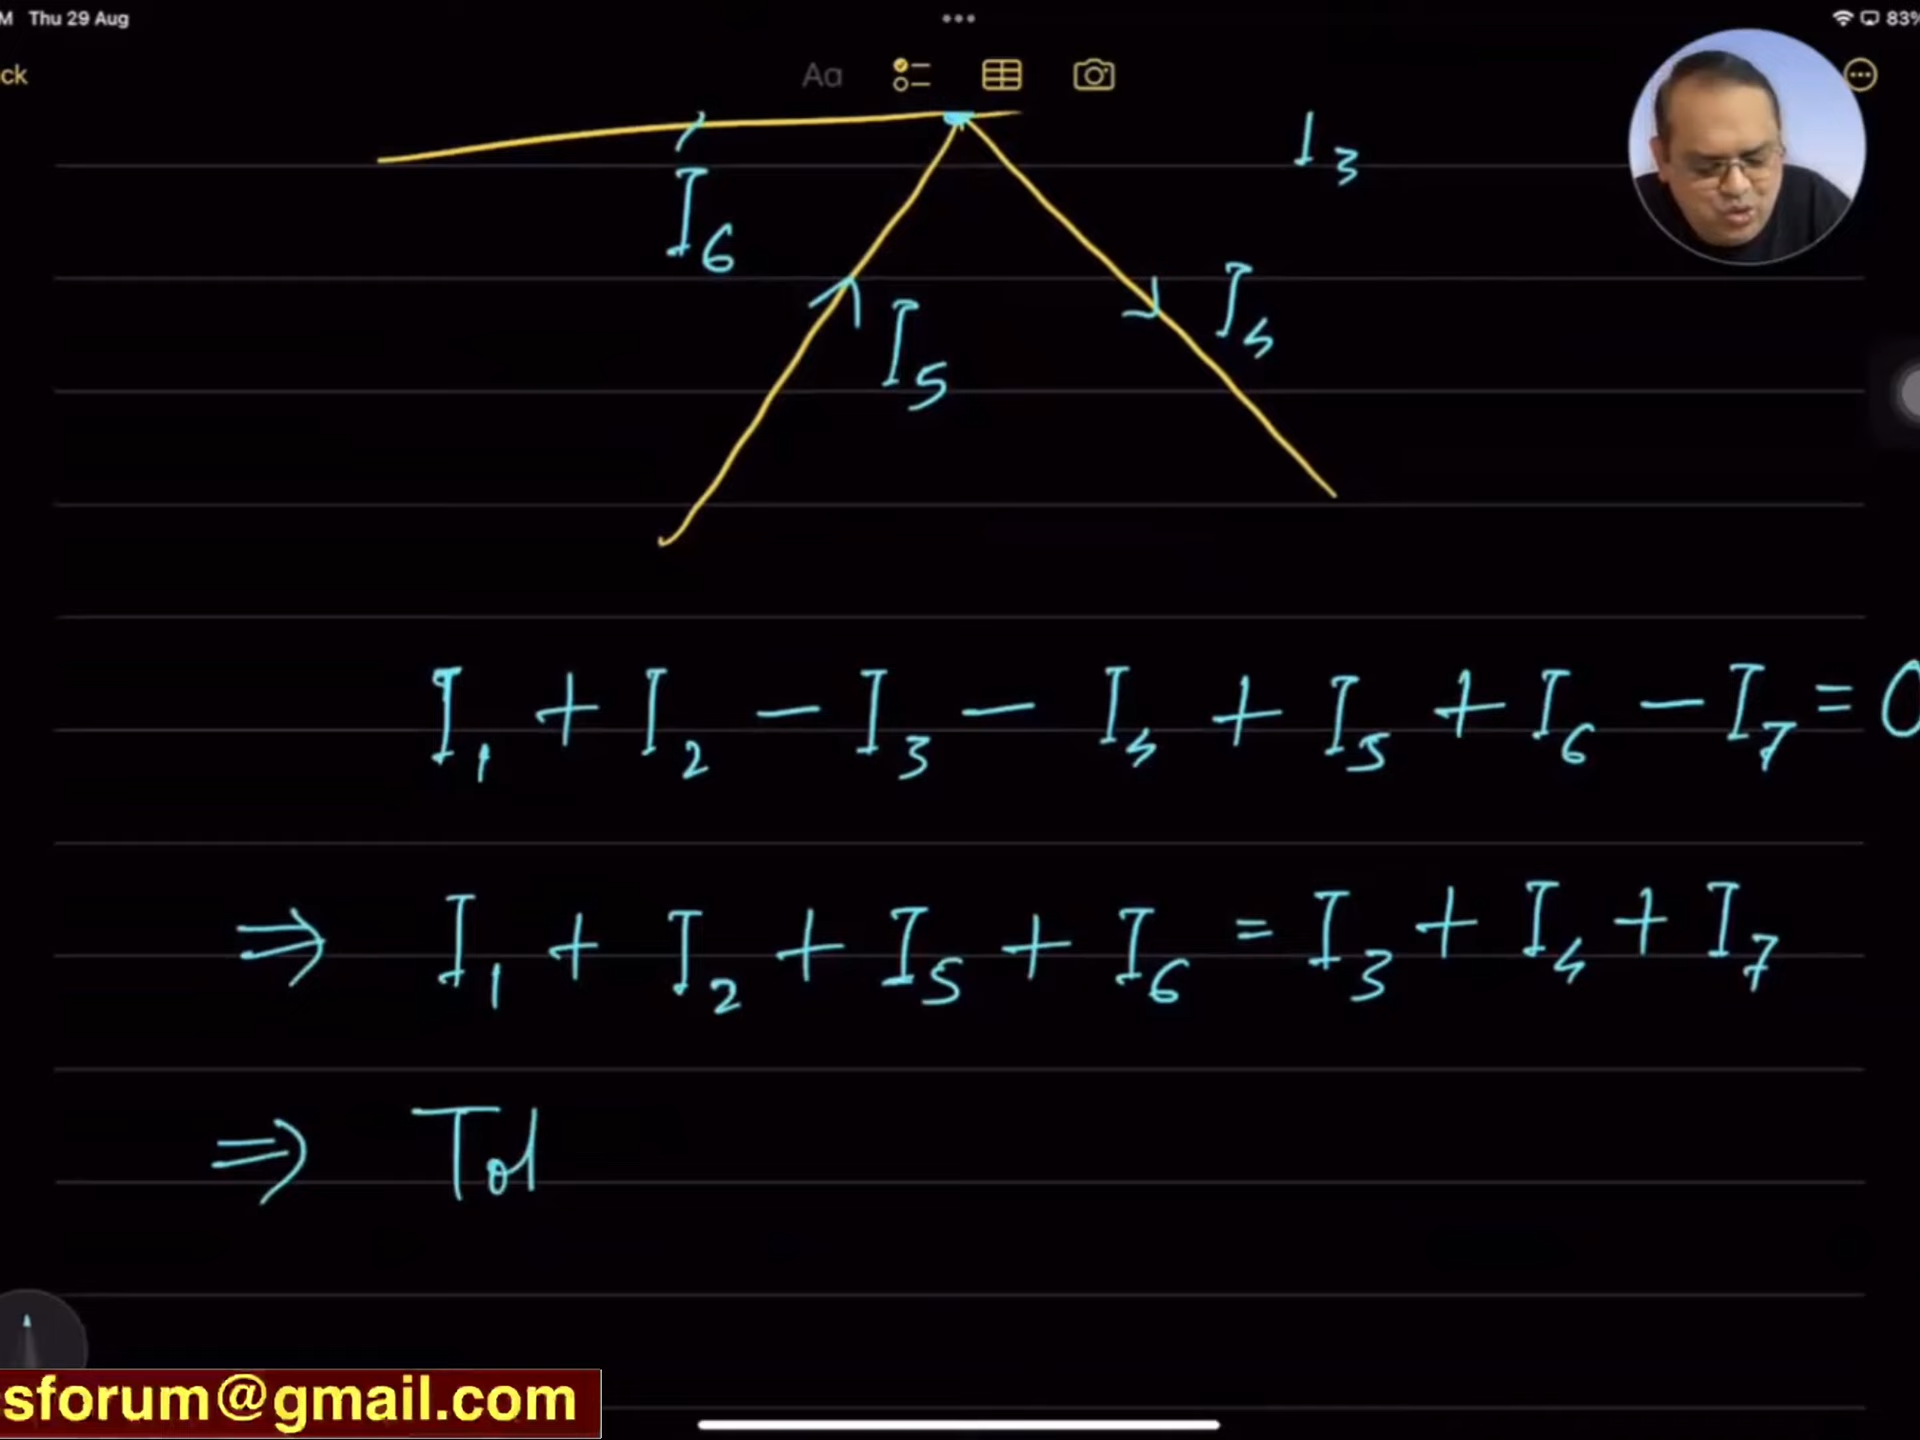 M Thu 29 Aug
83%
ck
Aa
I₃
I₆
I₄
I₅
I₁ + I₂ − I₃ − I₄ + I₅ + I₆ − I₇ = 0
⇒ I₁ + I₂ + I₅ + I₆ = I₃ + I₄ + I₇
⇒ Tot
sforum@gmail.com